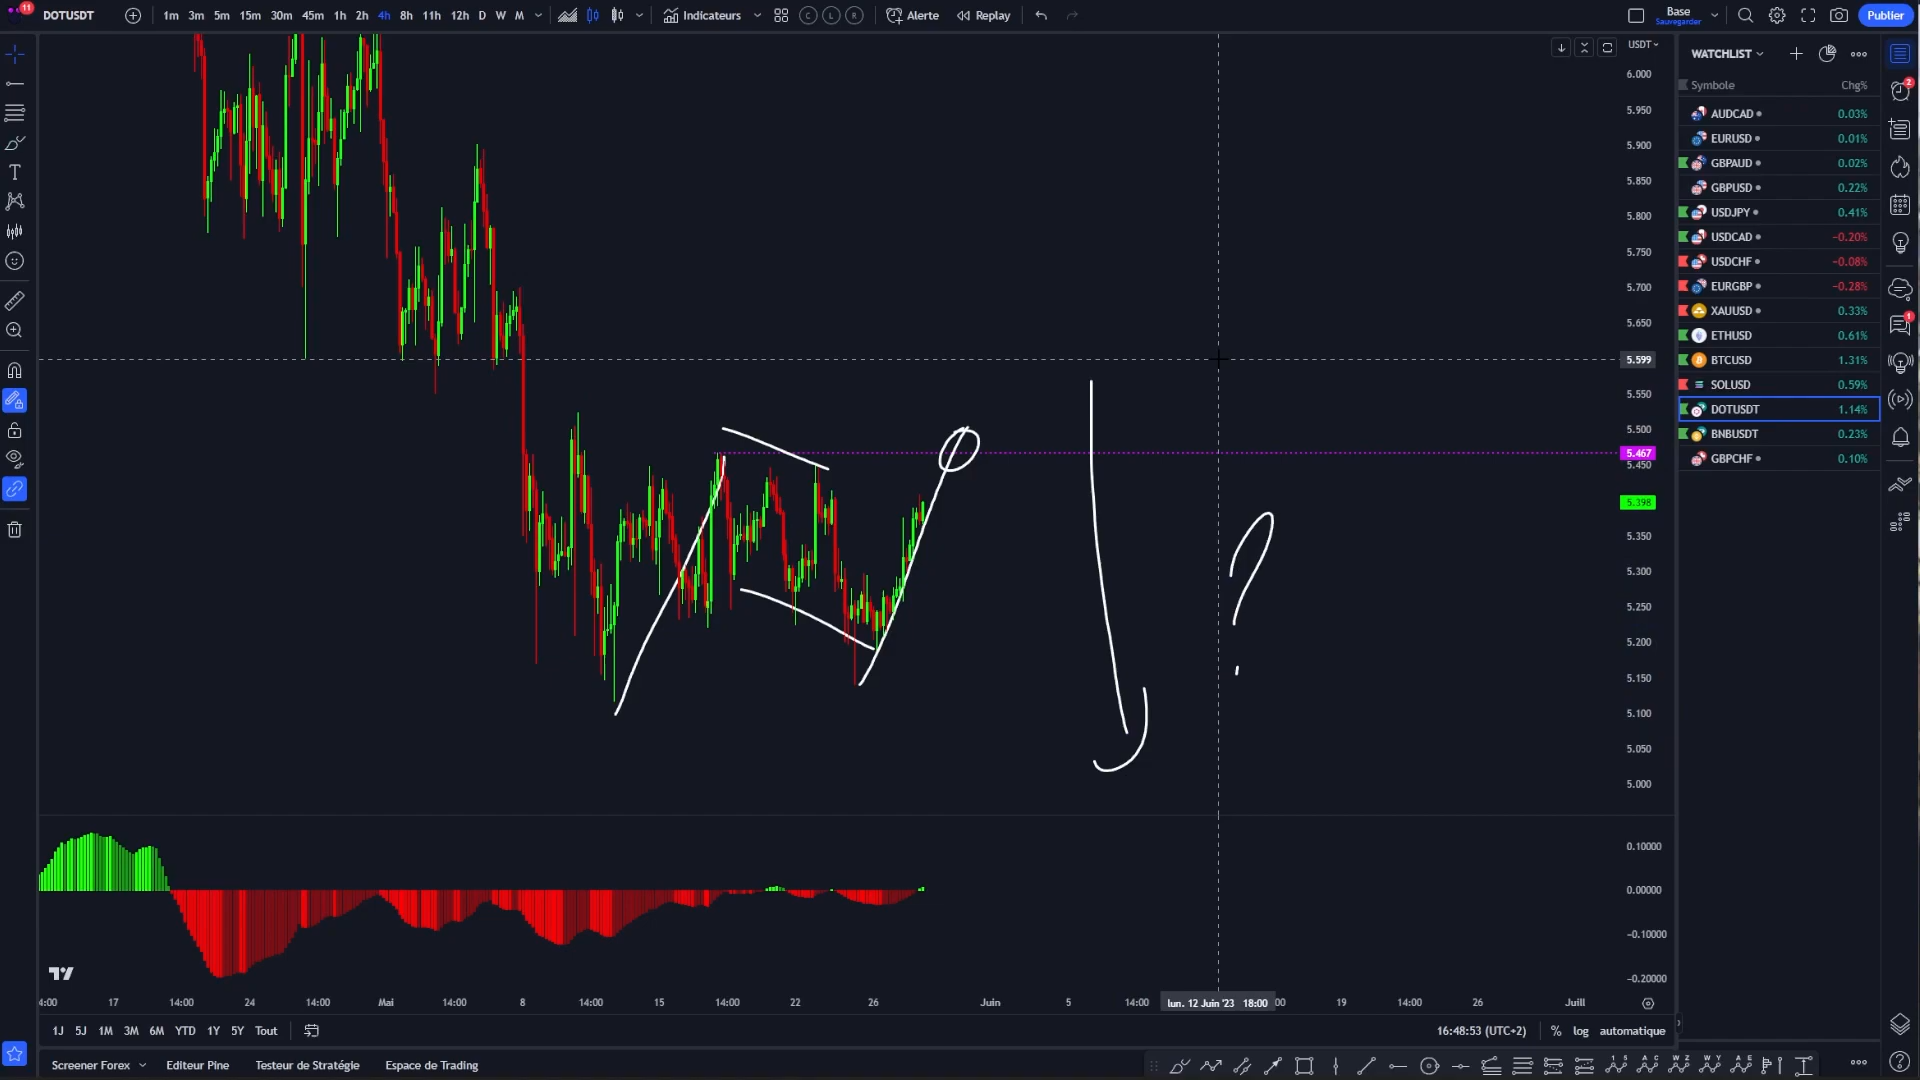 11 DOTUSDT 1m 3m 5m 15m 30m 45m 1h 2h 4h 8h 11h 12h D W M Indicateurs C L R Alerte Replay Base Sauvegarder Publier
USDT
WATCHLIST
Symbole Chg%
AUDCAD 0.03%
EURUSD 0.01%
GBPAUD 0.02%
GBPUSD 0.22%
USDJPY 0.41%
USDCAD −0.20%
USDCHF −0.08%
EURGBP −0.28%
XAUUSD 0.33%
ETHUSD 0.61%
BTCUSD 1.31%
SOLUSD 0.59%
DOTUSDT 1.14%
BNBUSDT 0.23%
GBPCHF 0.10%
2
1
6.000
5.950
5.900
5.850
5.800
5.750
5.700
5.650
5.599
5.550
5.500
5.467
5.450
5.398
5.350
5.300
5.250
5.200
5.150
5.100
5.050
5.000
?
0.10000
0.00000
−0.10000
−0.20000
4:00 17 14:00 24 14:00 Mai 14:00 8 14:00 15 14:00 22 26 Juin 5 14:00 lun. 12 Juin '23 18:00 :00 19 14:00 26 Juill
1J 5J 1M 3M 6M YTD 1Y 5Y Tout 16:48:53 (UTC+2) % log automatique
Screener Forex Editeur Pine Testeur de Stratégie Espace de Trading